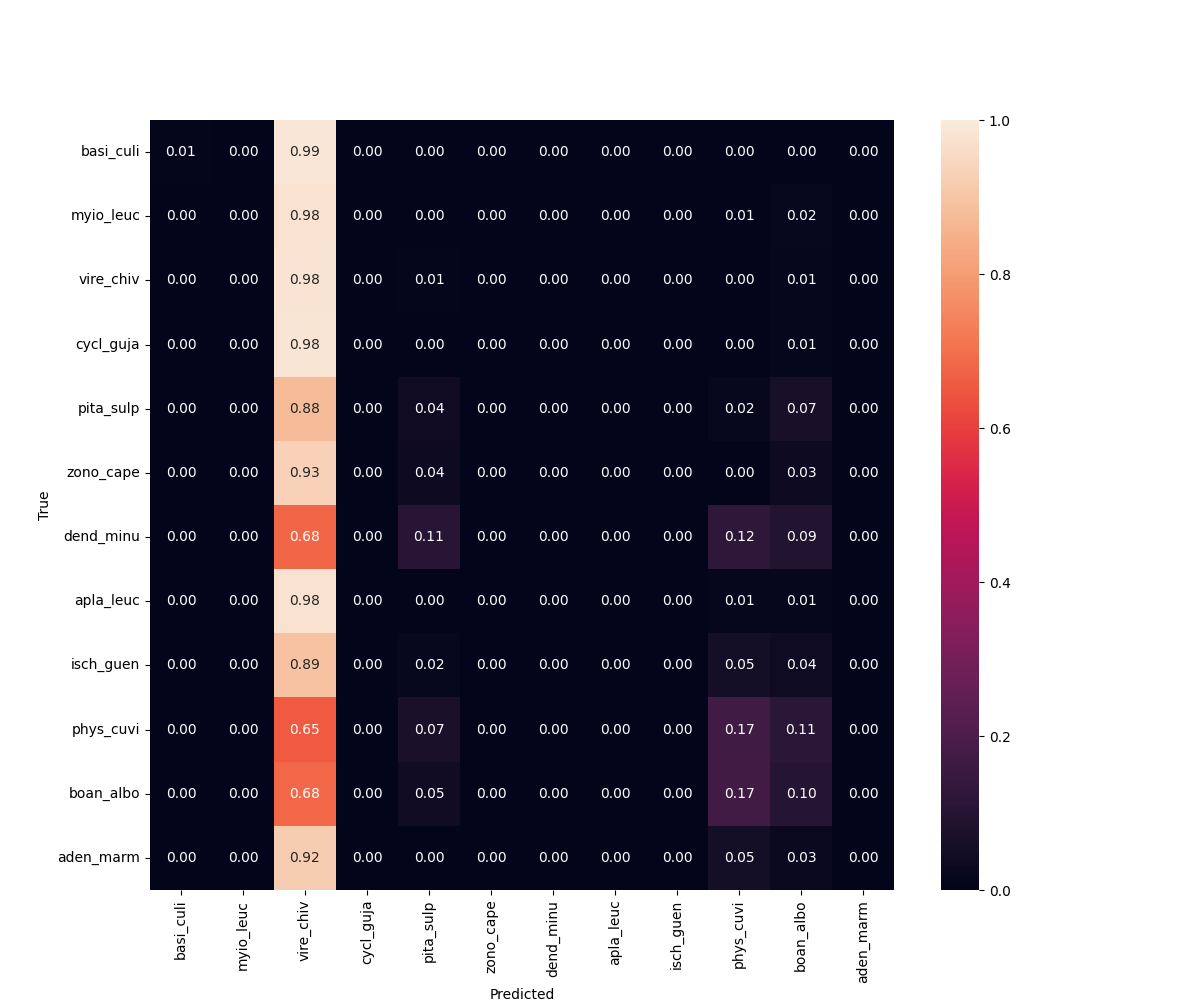 basi_culi 0.01 0.00 0.99 0.00 0.00 0.00 0.00 0.00 0.00 0.00 0.00 0.00
myio_leuc 0.00 0.00 0.98 0.00 0.00 0.00 0.00 0.00 0.00 0.01 0.02 0.00
vire_chiv 0.00 0.00 0.98 0.00 0.01 0.00 0.00 0.00 0.00 0.00 0.01 0.00
cycl_guja 0.00 0.00 0.98 0.00 0.00 0.00 0.00 0.00 0.00 0.00 0.01 0.00
pita_sulp 0.00 0.00 0.88 0.00 0.04 0.00 0.00 0.00 0.00 0.02 0.07 0.00
zono_cape 0.00 0.00 0.93 0.00 0.04 0.00 0.00 0.00 0.00 0.00 0.03 0.00
dend_minu 0.00 0.00 0.68 0.00 0.11 0.00 0.00 0.00 0.00 0.12 0.09 0.00
apla_leuc 0.00 0.00 0.98 0.00 0.00 0.00 0.00 0.00 0.00 0.01 0.01 0.00
isch_guen 0.00 0.00 0.89 0.00 0.02 0.00 0.00 0.00 0.00 0.05 0.04 0.00
phys_cuvi 0.00 0.00 0.65 0.00 0.07 0.00 0.00 0.00 0.00 0.17 0.11 0.00
boan_albo 0.00 0.00 0.68 0.00 0.05 0.00 0.00 0.00 0.00 0.17 0.10 0.00
aden_marm 0.00 0.00 0.92 0.00 0.00 0.00 0.00 0.00 0.00 0.05 0.03 0.00
True
basi_culi myio_leuc vire_chiv cycl_guja pita_sulp zono_cape dend_minu apla_leuc isch_guen phys_cuvi boan_albo aden_marm
Predicted
1.0
0.8
0.6
0.4
0.2
0.0